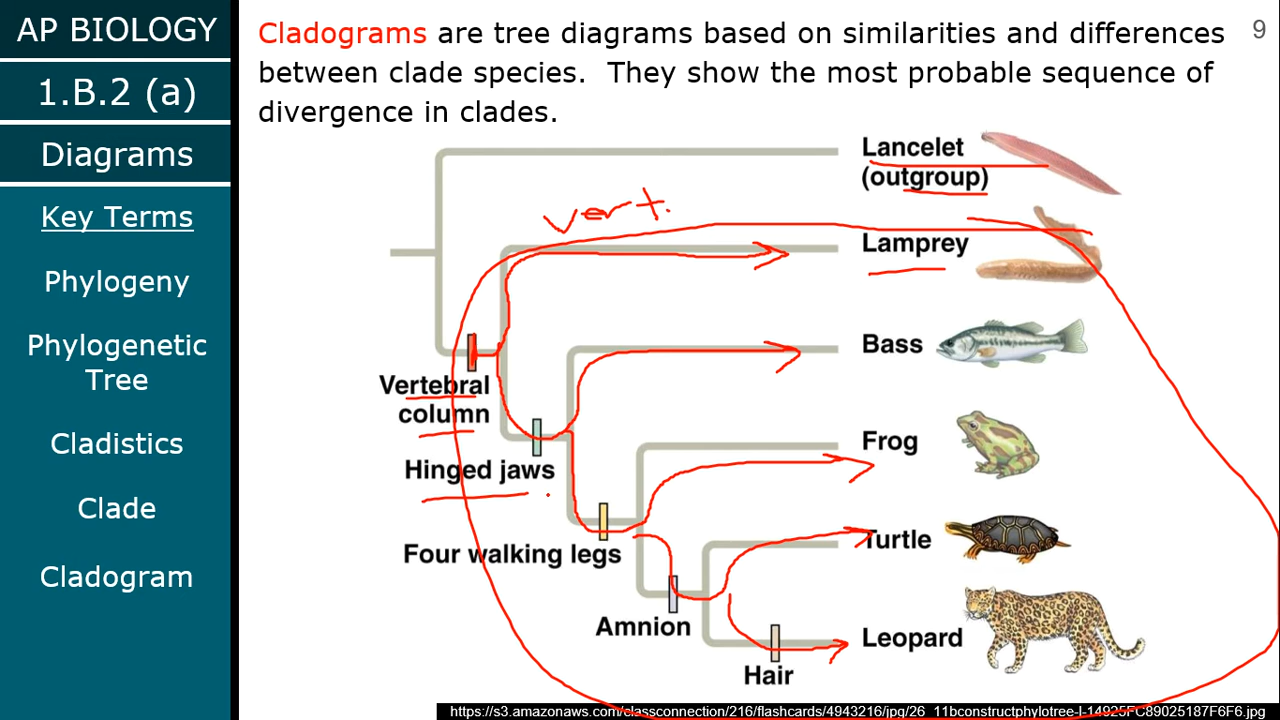 AP BIOLOGY
1.B.2 (a)
Diagrams
Key Terms
Phylogeny
Phylogenetic
Tree
Cladistics
Clade
Cladogram
Cladograms are tree diagrams based on similarities and differences
between clade species. They show the most probable sequence of
divergence in clades.
9
Lancelet
(outgroup)
vert.
Lamprey
Bass
Vertebral
column
Frog
Hinged jaws
Turtle
Four walking legs
Amnion
Leopard
Hair
https://s3.amazonaws.com/classconnection/216/flashcards/4943216/jpg/26_11bconstructphylotree-l-14925FC89025187F6F6.jpg